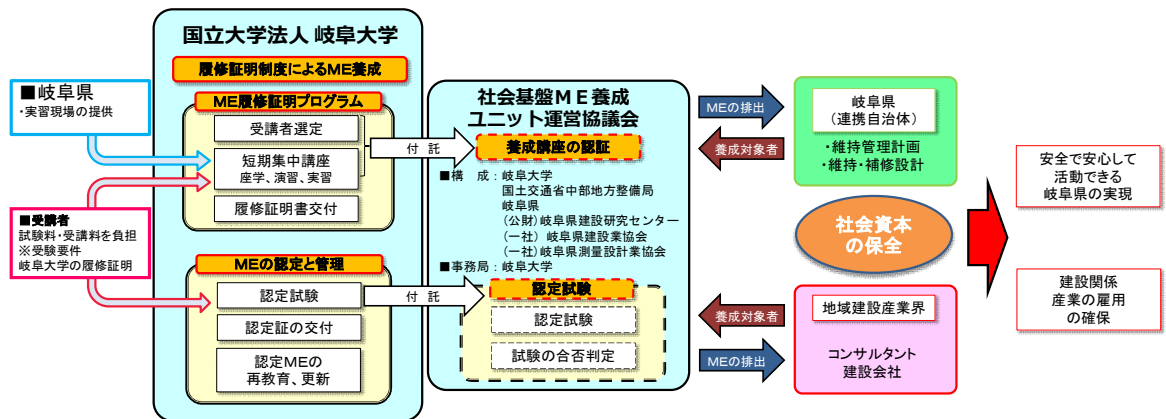 国立大学法人 岐阜大学
履修証明制度によるME養成
■岐阜県
・実習現場の提供
ME履修証明プログラム
受講者選定
短期集中講座
座学、演習、実習
履修証明書交付
■受講者
試験料・受講料を負担
※受験要件
岐阜大学の履修証明
MEの認定と管理
認定試験
認定証の交付
認定MEの
再教育、更新
付 託
付 託
社会基盤ME養成
ユニット運営協議会
養成講座の認証
■構 成:岐阜大学
国土交通省中部地方整備局
岐阜県
(公財)岐阜県建設研究センター
(一社)岐阜県建設業協会
(一社)岐阜県測量設計業協会
■事務局:岐阜大学
認定試験
認定試験
試験の合否判定
MEの排出
養成対象者
岐阜県
(連携自治体)
・維持管理計画
・維持・補修設計
社会資本
の保全
養成対象者
MEの排出
地域建設産業界
コンサルタント
建設会社
安全で安心して
活動できる
岐阜県の実現
建設関係
産業の雇用
の確保